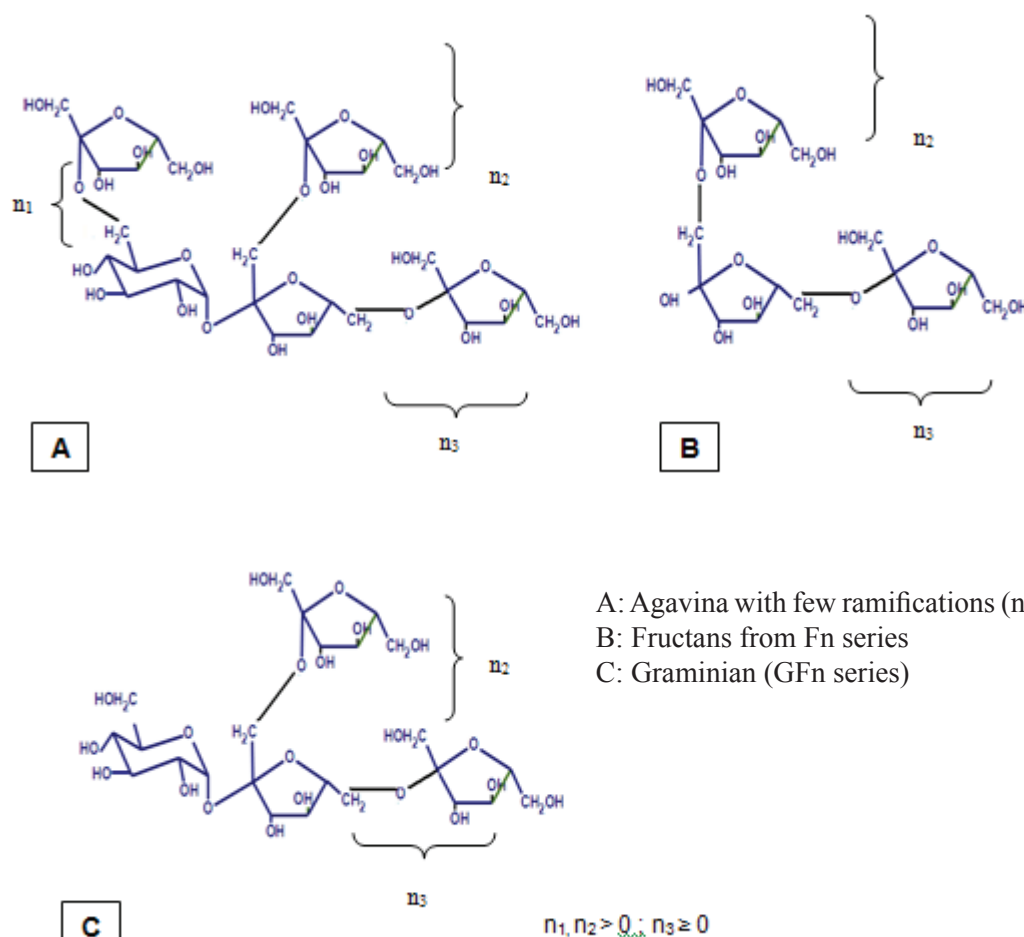 HOH₂C
O
OH
OH
CH₂OH
O
n₁
H₂C
HOH₂C
O
OH
OH
CH₂OH
O
n₂
H₂C
O
HO
HO
OH
O
O
OH
OH
CH₂
O
HOH₂C
O
OH
OH
CH₂OH
n₃
A
HOH₂C
O
OH
OH
CH₂OH
O
n₂
H₂C
O
OH
OH
OH
CH₂
O
HOH₂C
O
OH
OH
CH₂OH
n₃
B
HOH₂C
O
OH
OH
CH₂OH
O
n₂
HOH₂C
H₂C
O
HO
HO
OH
O
O
OH
OH
CH₂
O
HOH₂C
O
OH
OH
CH₂OH
n₃
C
A: Agavina with few ramifications (n
B: Fructans from Fn series
C: Graminian (GFn series)
n₁, n₂ > 0 ; n₃ ≥ 0